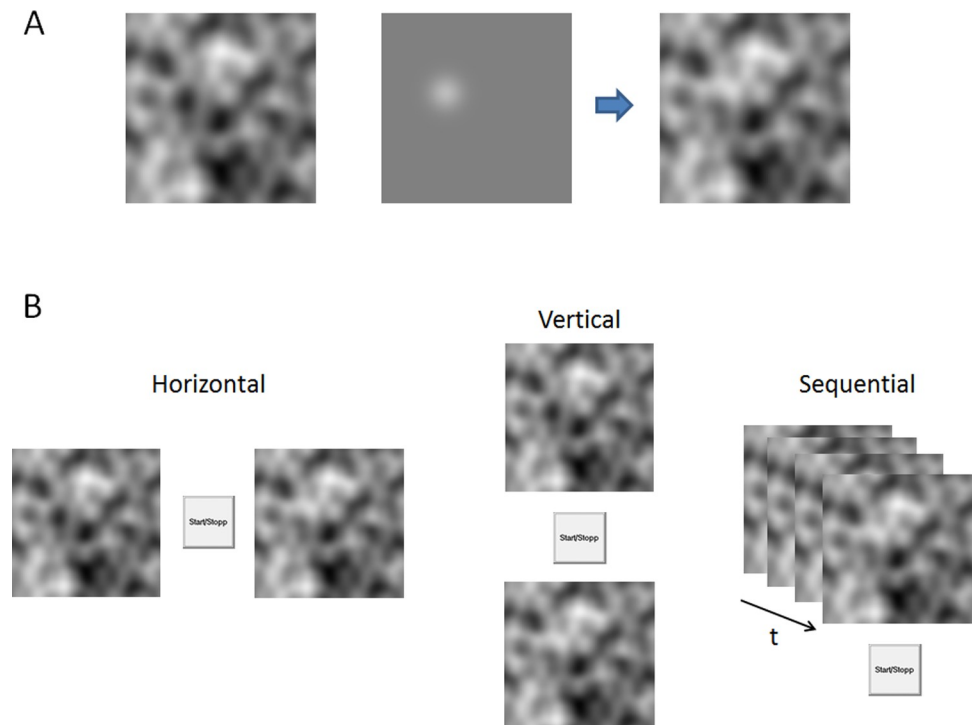 A
B
Horizontal
Start/Stopp
Vertical
Start/Stopp
Sequential
t
Start/Stopp